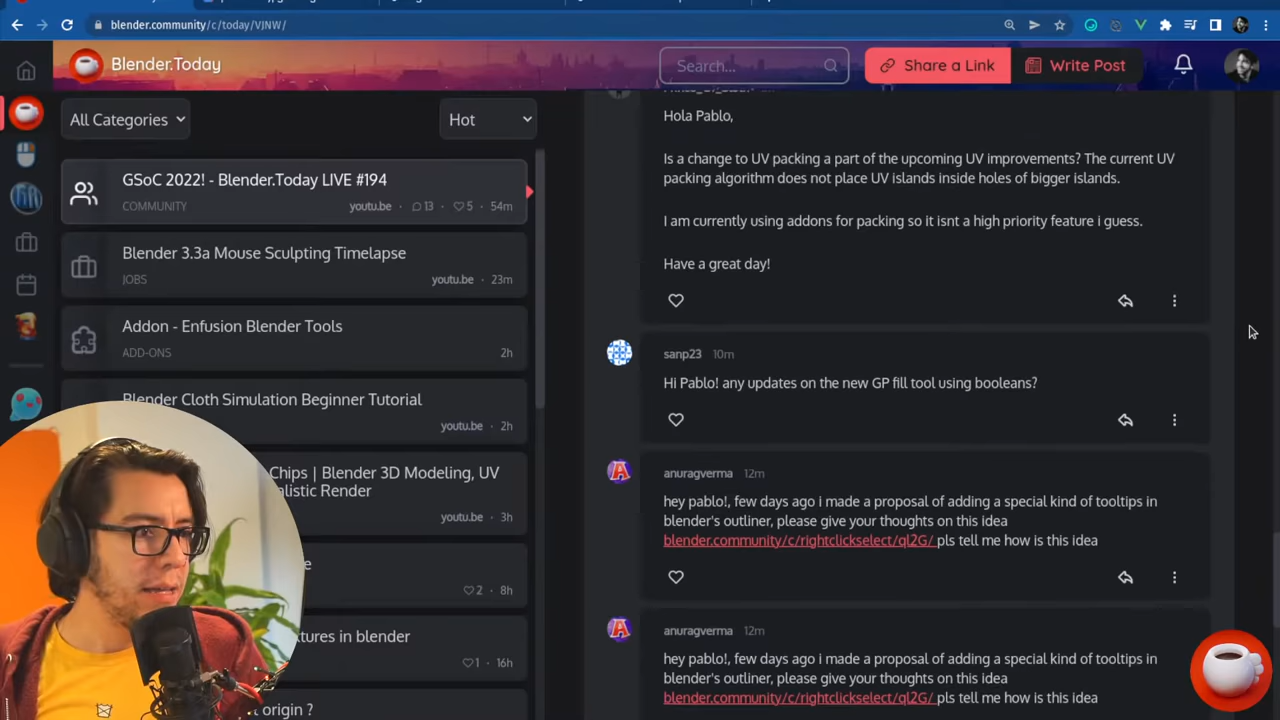 blender.community/c/today/VJNW/
Blender.Today
Search...
Share a Link
Write Post
All Categories
Hot
GSoC 2022! - Blender.Today LIVE #194
COMMUNITY
youtu.be · 13 · 5 · 54m
Blender 3.3a Mouse Sculpting Timelapse
JOBS
youtu.be · 23m
Addon - Enfusion Blender Tools
ADD-ONS
2h
Blender Cloth Simulation Beginner Tutorial
youtu.be · 2h
Chips | Blender 3D Modeling, UV
alistic Render
youtu.be · 3h
e
2 · 8h
xtures in blender
1 · 16h
t origin ?
Hola Pablo,
Is a change to UV packing a part of the upcoming UV improvements? The current UV
packing algorithm does not place UV islands inside holes of bigger islands.
I am currently using addons for packing so it isnt a high priority feature i guess.
Have a great day!
sanp23 10m
Hi Pablo! any updates on the new GP fill tool using booleans?
A
anuragverma 12m
hey pablo!, few days ago i made a proposal of adding a special kind of tooltips in
blender's outliner, please give your thoughts on this idea
blender.community/c/rightclickselect/ql2G/ pls tell me how is this idea
A
anuragverma 12m
hey pablo!, few days ago i made a proposal of adding a special kind of tooltips in
blender's outliner, please give your thoughts on this idea
blender.community/c/rightclickselect/ql2G/ pls tell me how is this idea